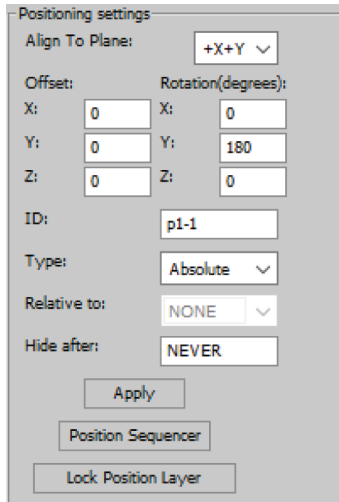 Positioning settings
Align To Plane: +X+Y
Offset: Rotation(degrees):
X: 0 X: 0
Y: 0 Y: 180
Z: 0 Z: 0
ID: p1-1
Type: Absolute
Relative to: NONE
Hide after: NEVER
Apply
Position Sequencer
Lock Position Layer